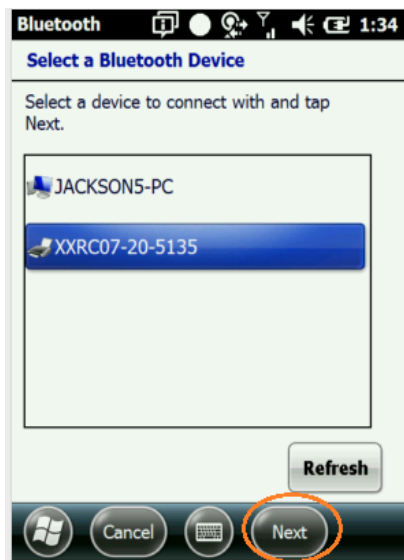 Bluetooth 1:34
Select a Bluetooth Device
Select a device to connect with and tap
Next.
JACKSON5-PC
XXRC07-20-5135
Refresh
Cancel Next